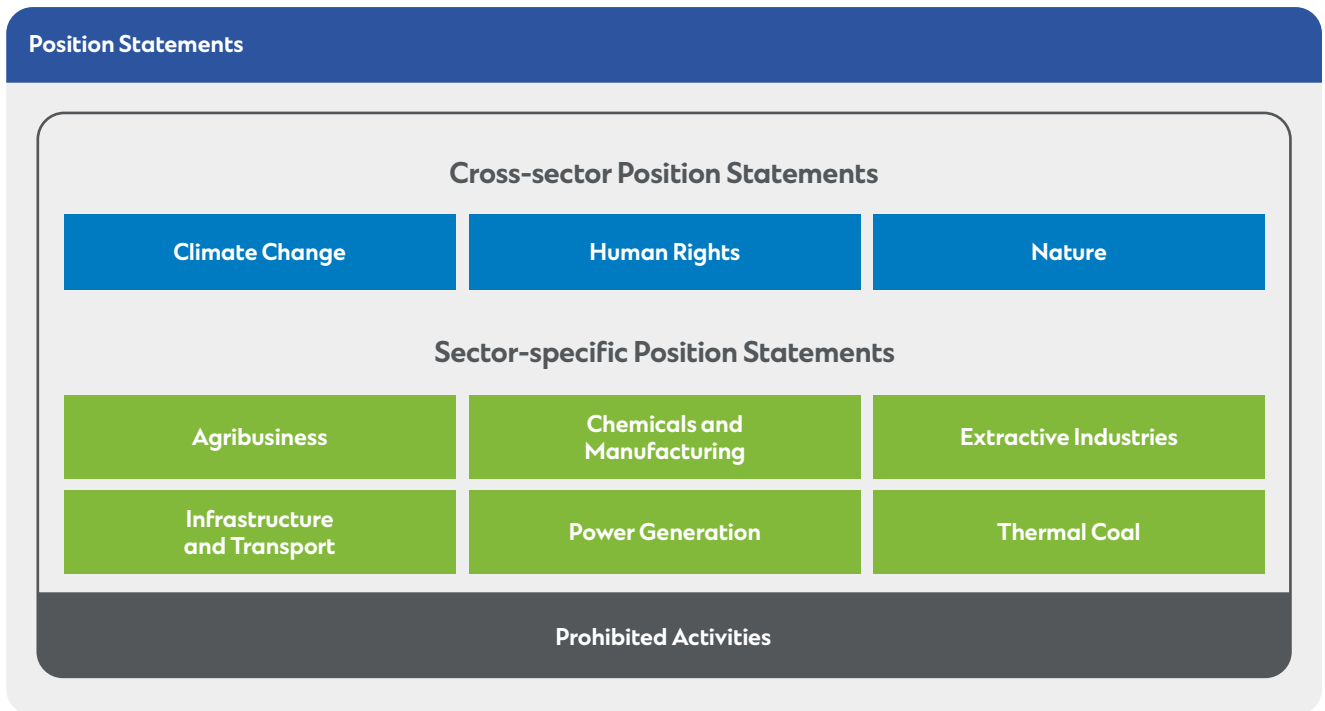 Position Statements
Cross-sector Position Statements
Climate Change
Human Rights
Nature
Sector-specific Position Statements
Agribusiness
Chemicals and
Manufacturing
Extractive Industries
Infrastructure
and Transport
Power Generation
Thermal Coal
Prohibited Activities